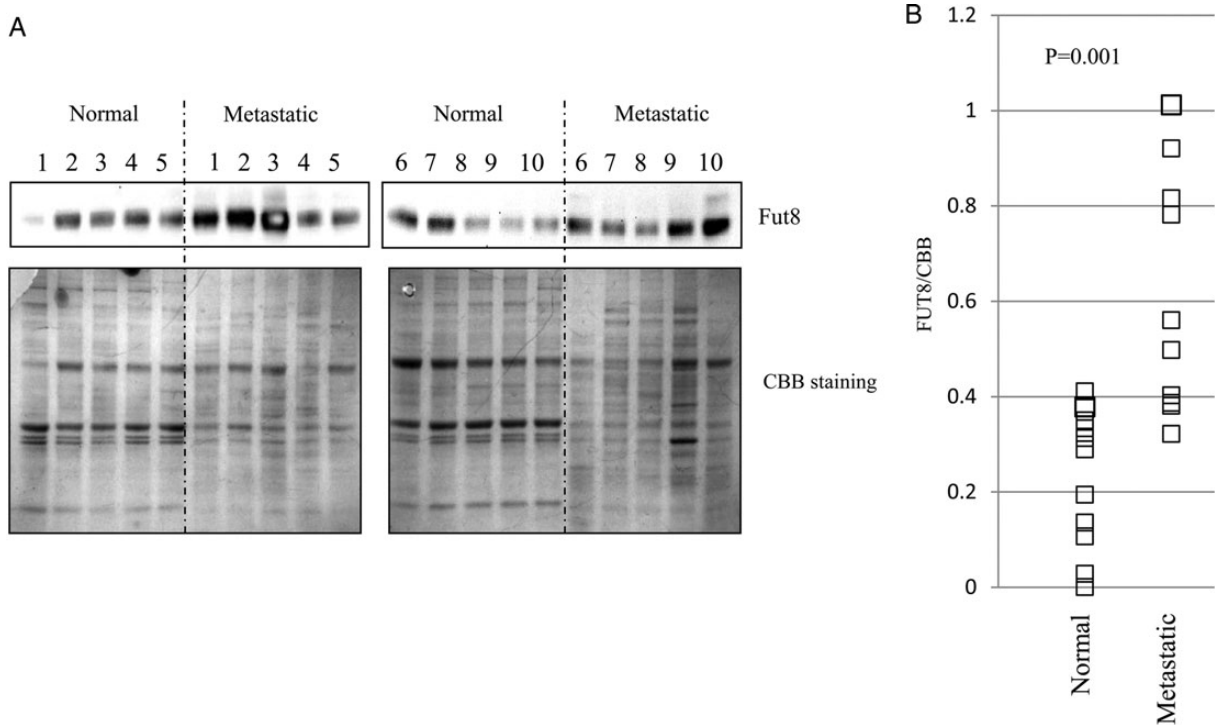 A
Normal Metastatic Normal Metastatic
1 2 3 4 5 1 2 3 4 5 6 7 8 9 10 6 7 8 9 10
Fut8
CBB staining
B
P=0.001
FUT8/CBB
1.2
1
0.8
0.6
0.4
0.2
0
Normal
Metastatic